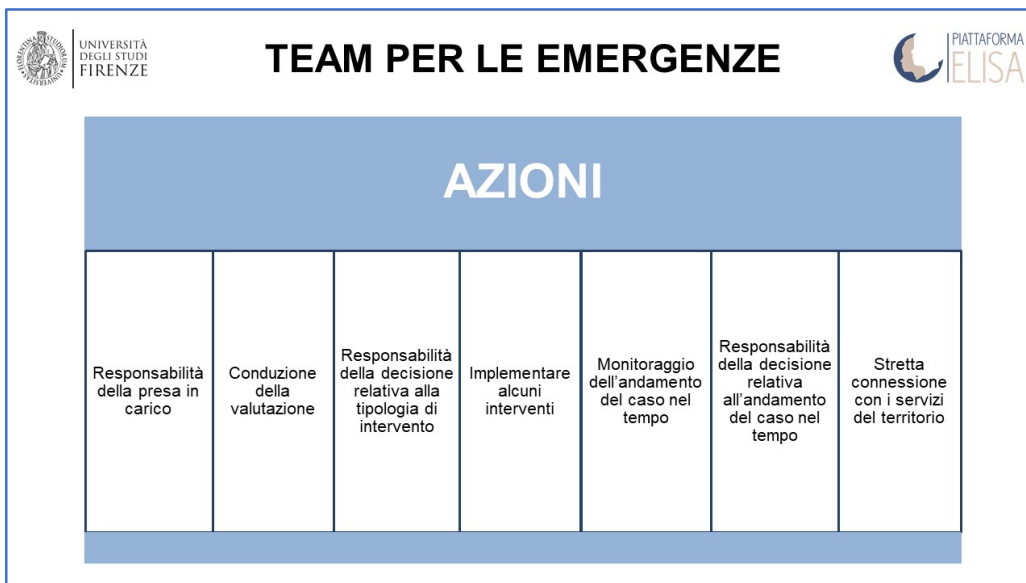 UNIVERSITÀ
DEGLI STUDI
FIRENZE
TEAM PER LE EMERGENZE
PIATTAFORMA
ELISA
AZIONI
Responsabilità
della presa in
carico
Conduzione
della
valutazione
Responsabilità
della decisione
relativa alla
tipologia di
intervento
Implementare
alcuni
interventi
Monitoraggio
dell'andamento
del caso nel
tempo
Responsabilità
della decisione
relativa
all'andamento
del caso nel
tempo
Stretta
connessione
con i servizi
del territorio